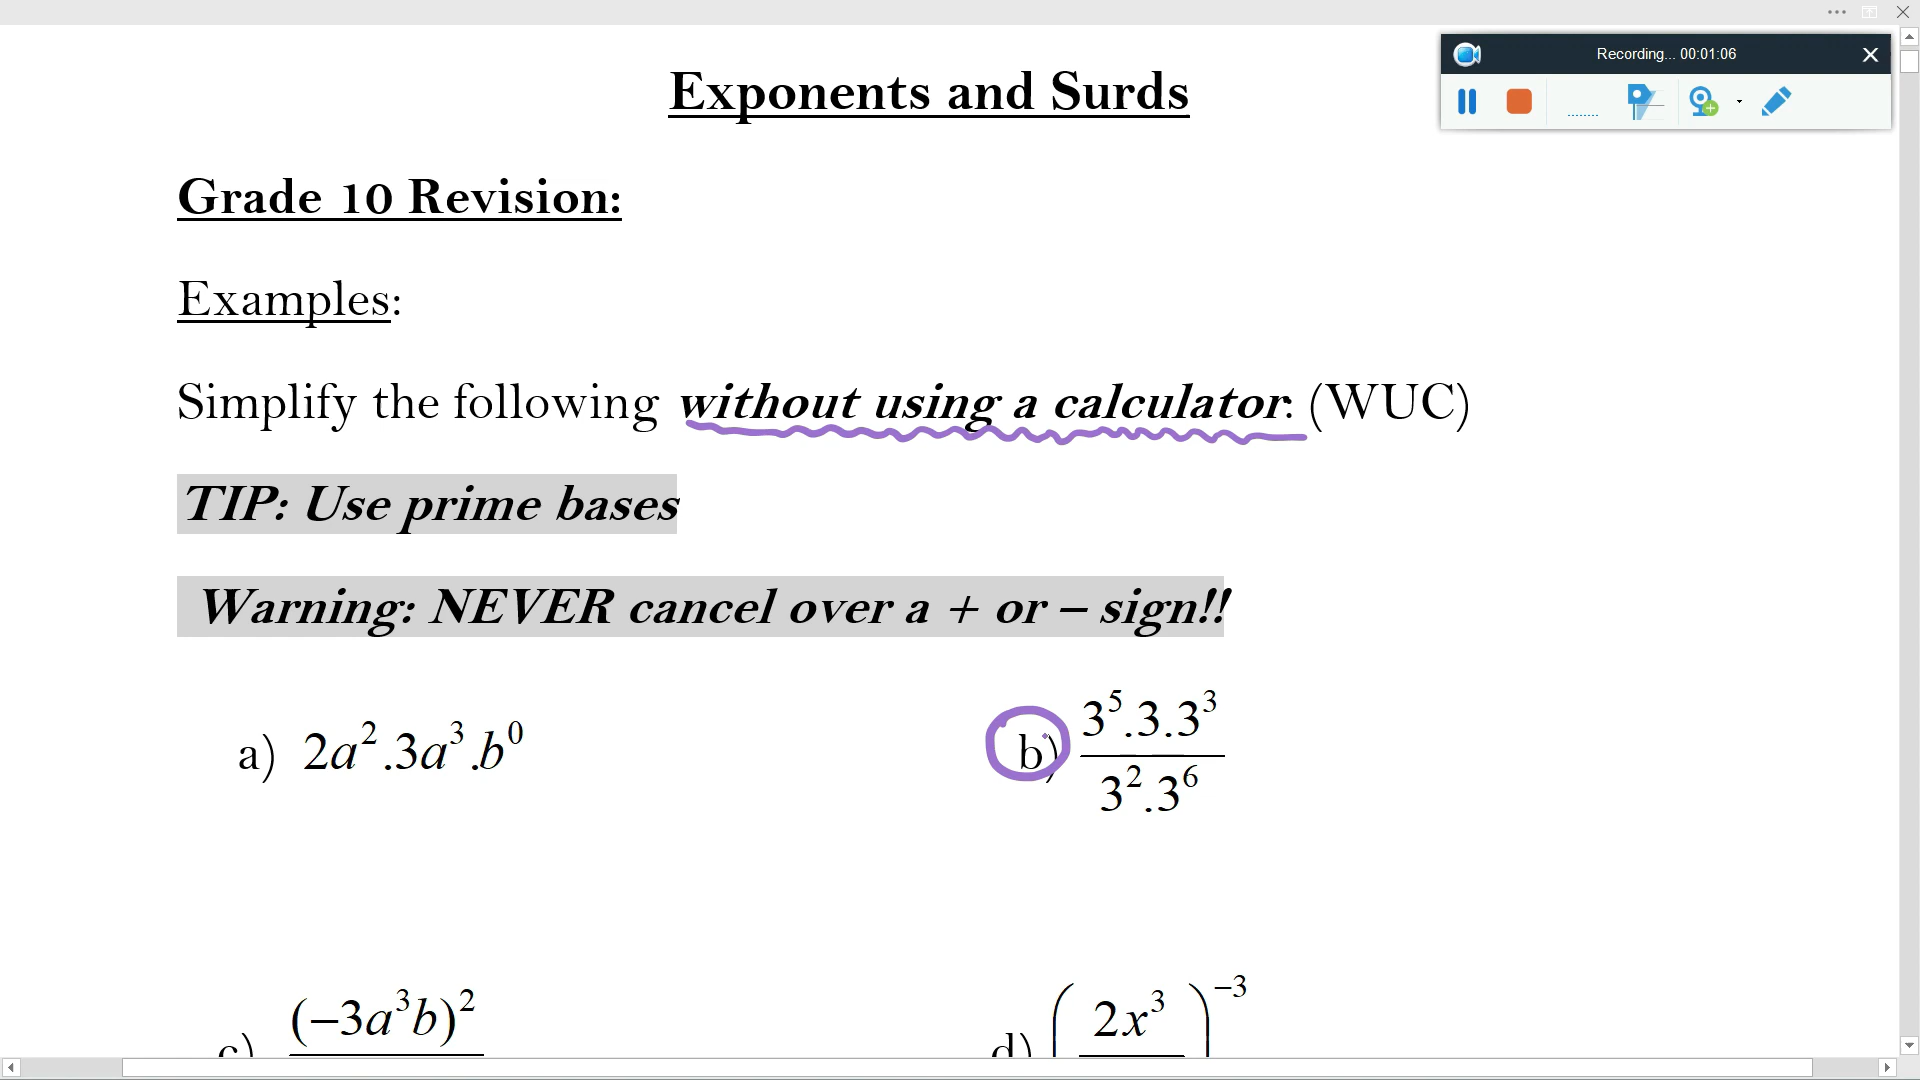 Recording... 00:01:06
Exponents and Surds
Grade 10 Revision:
Examples:
Simplify the following without using a calculator: (WUC)
TIP: Use prime bases
Warning: NEVER cancel over a + or – sign!!
a) 2a².3a³.b⁰
b) 3⁵.3.3³
3².3⁶
c) (–3a³b)²
d) (2x³)⁻³